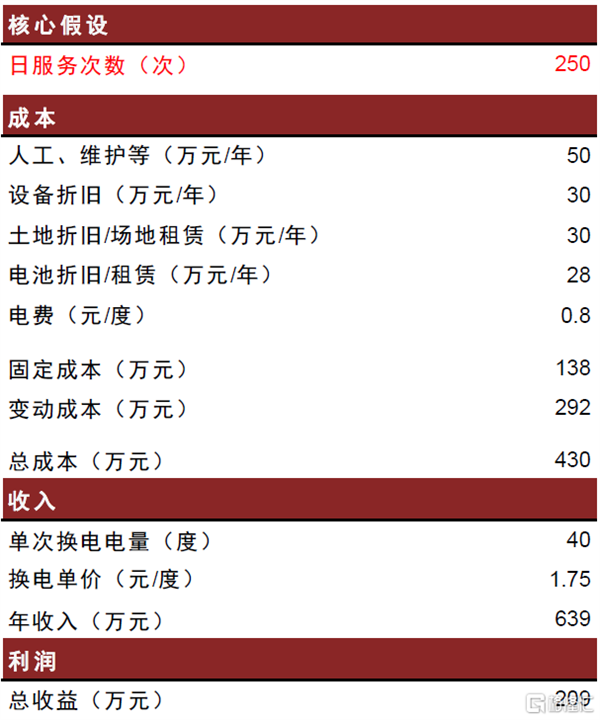 核心假设
日服务次数（次） 250
成本
人工、维护等（万元/年） 50
设备折旧（万元/年） 30
土地折旧/场地租赁（万元/年） 30
电池折旧/租赁（万元/年） 28
电费（元/度） 0.8
固定成本（万元） 138
变动成本（万元） 292
总成本（万元） 430
收入
单次换电电量（度） 40
换电单价（元/度） 1.75
年收入（万元） 639
利润
总收益（万元） 209
格隆汇